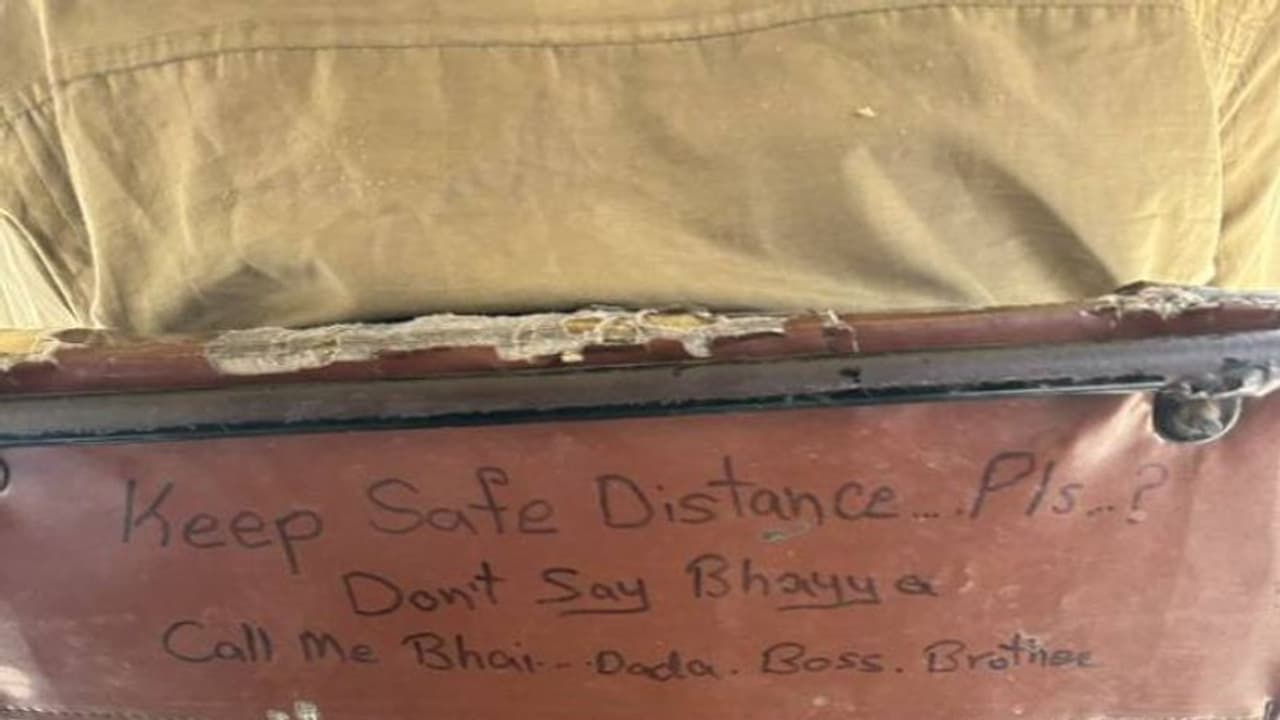 Keep Safe Distance....Pls..?
Don't Say Bhayya
Call Me Bhai... Dada. Boss. Brother